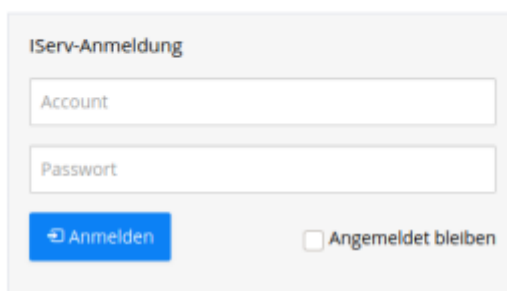 IServ-Anmeldung
Account
Passwort
Anmelden
Angemeldet bleiben